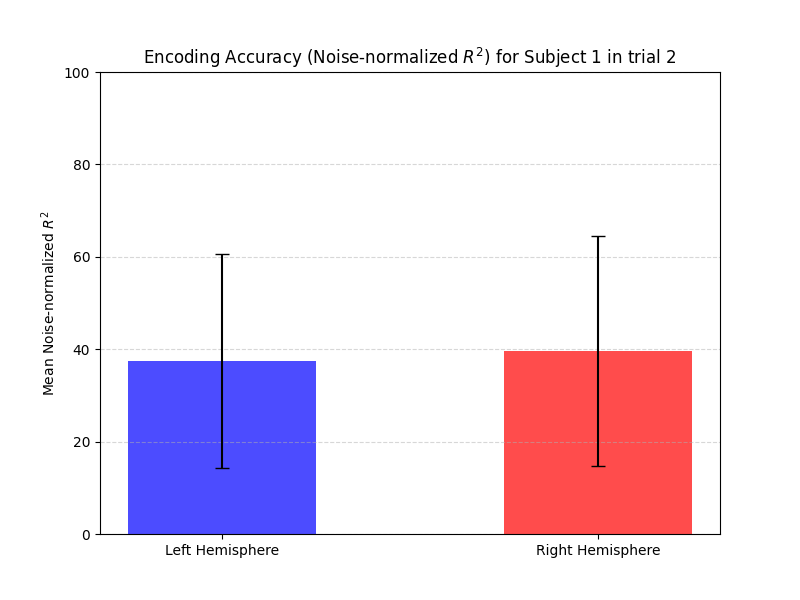 Encoding Accuracy (Noise-normalized R²) for Subject 1 in trial 2
100
80
60
40
20
0
Mean Noise-normalized R²
Left Hemisphere
Right Hemisphere